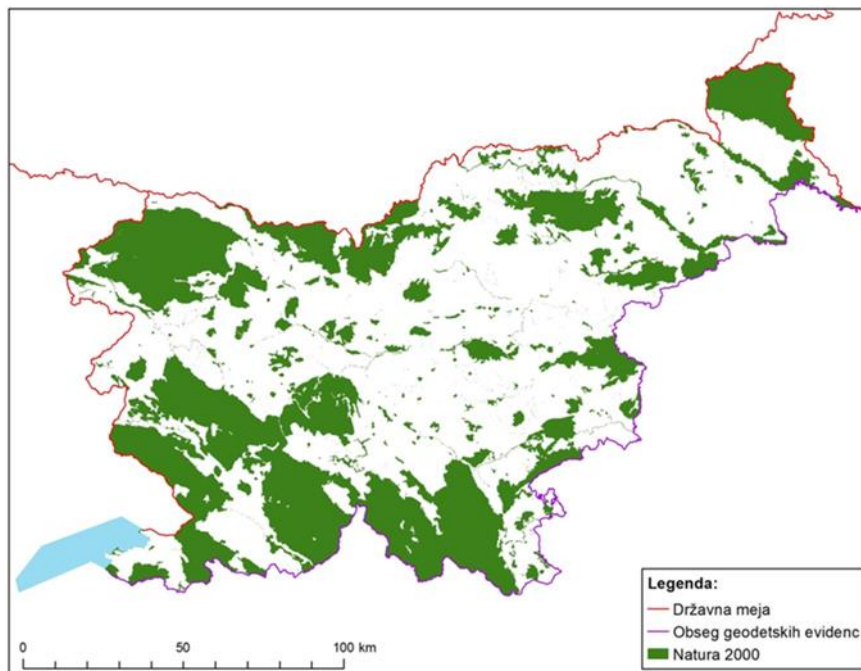 Legenda:
Državna meja
Obseg geodetskih evidenc
Natura 2000
0 50 100 km